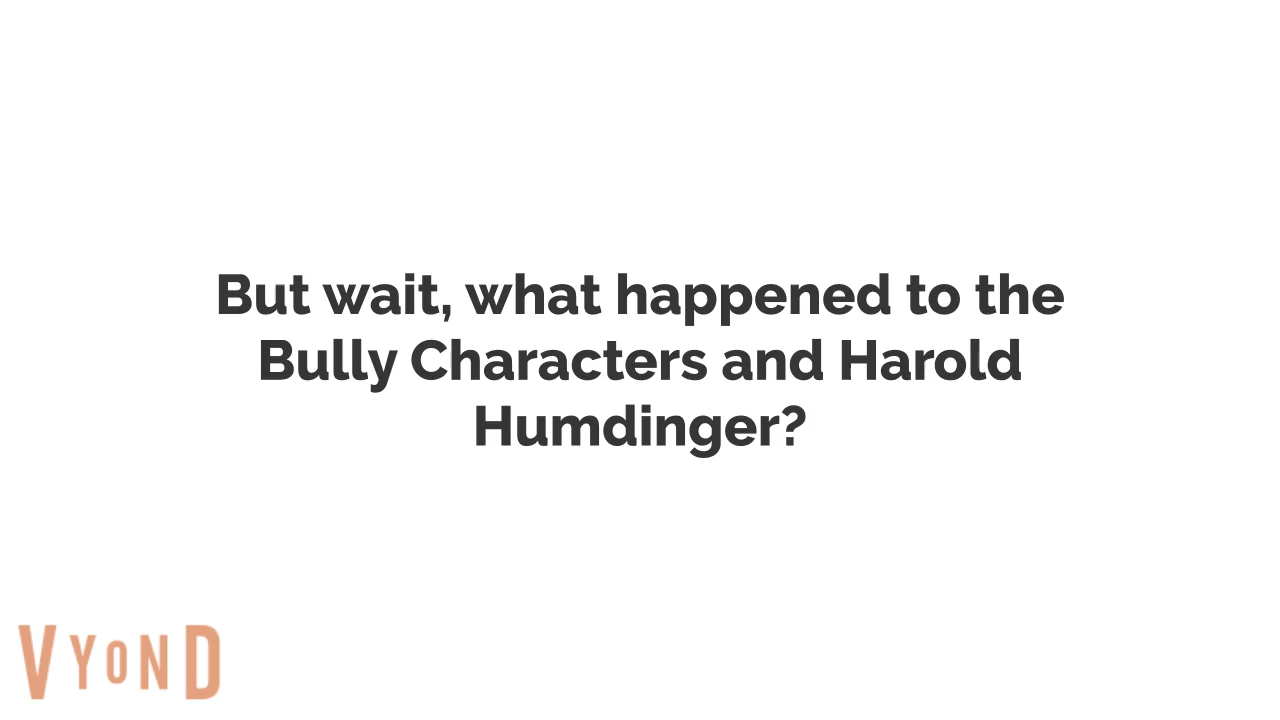 But wait, what happened to the
Bully Characters and Harold
Humdinger?
VYOND